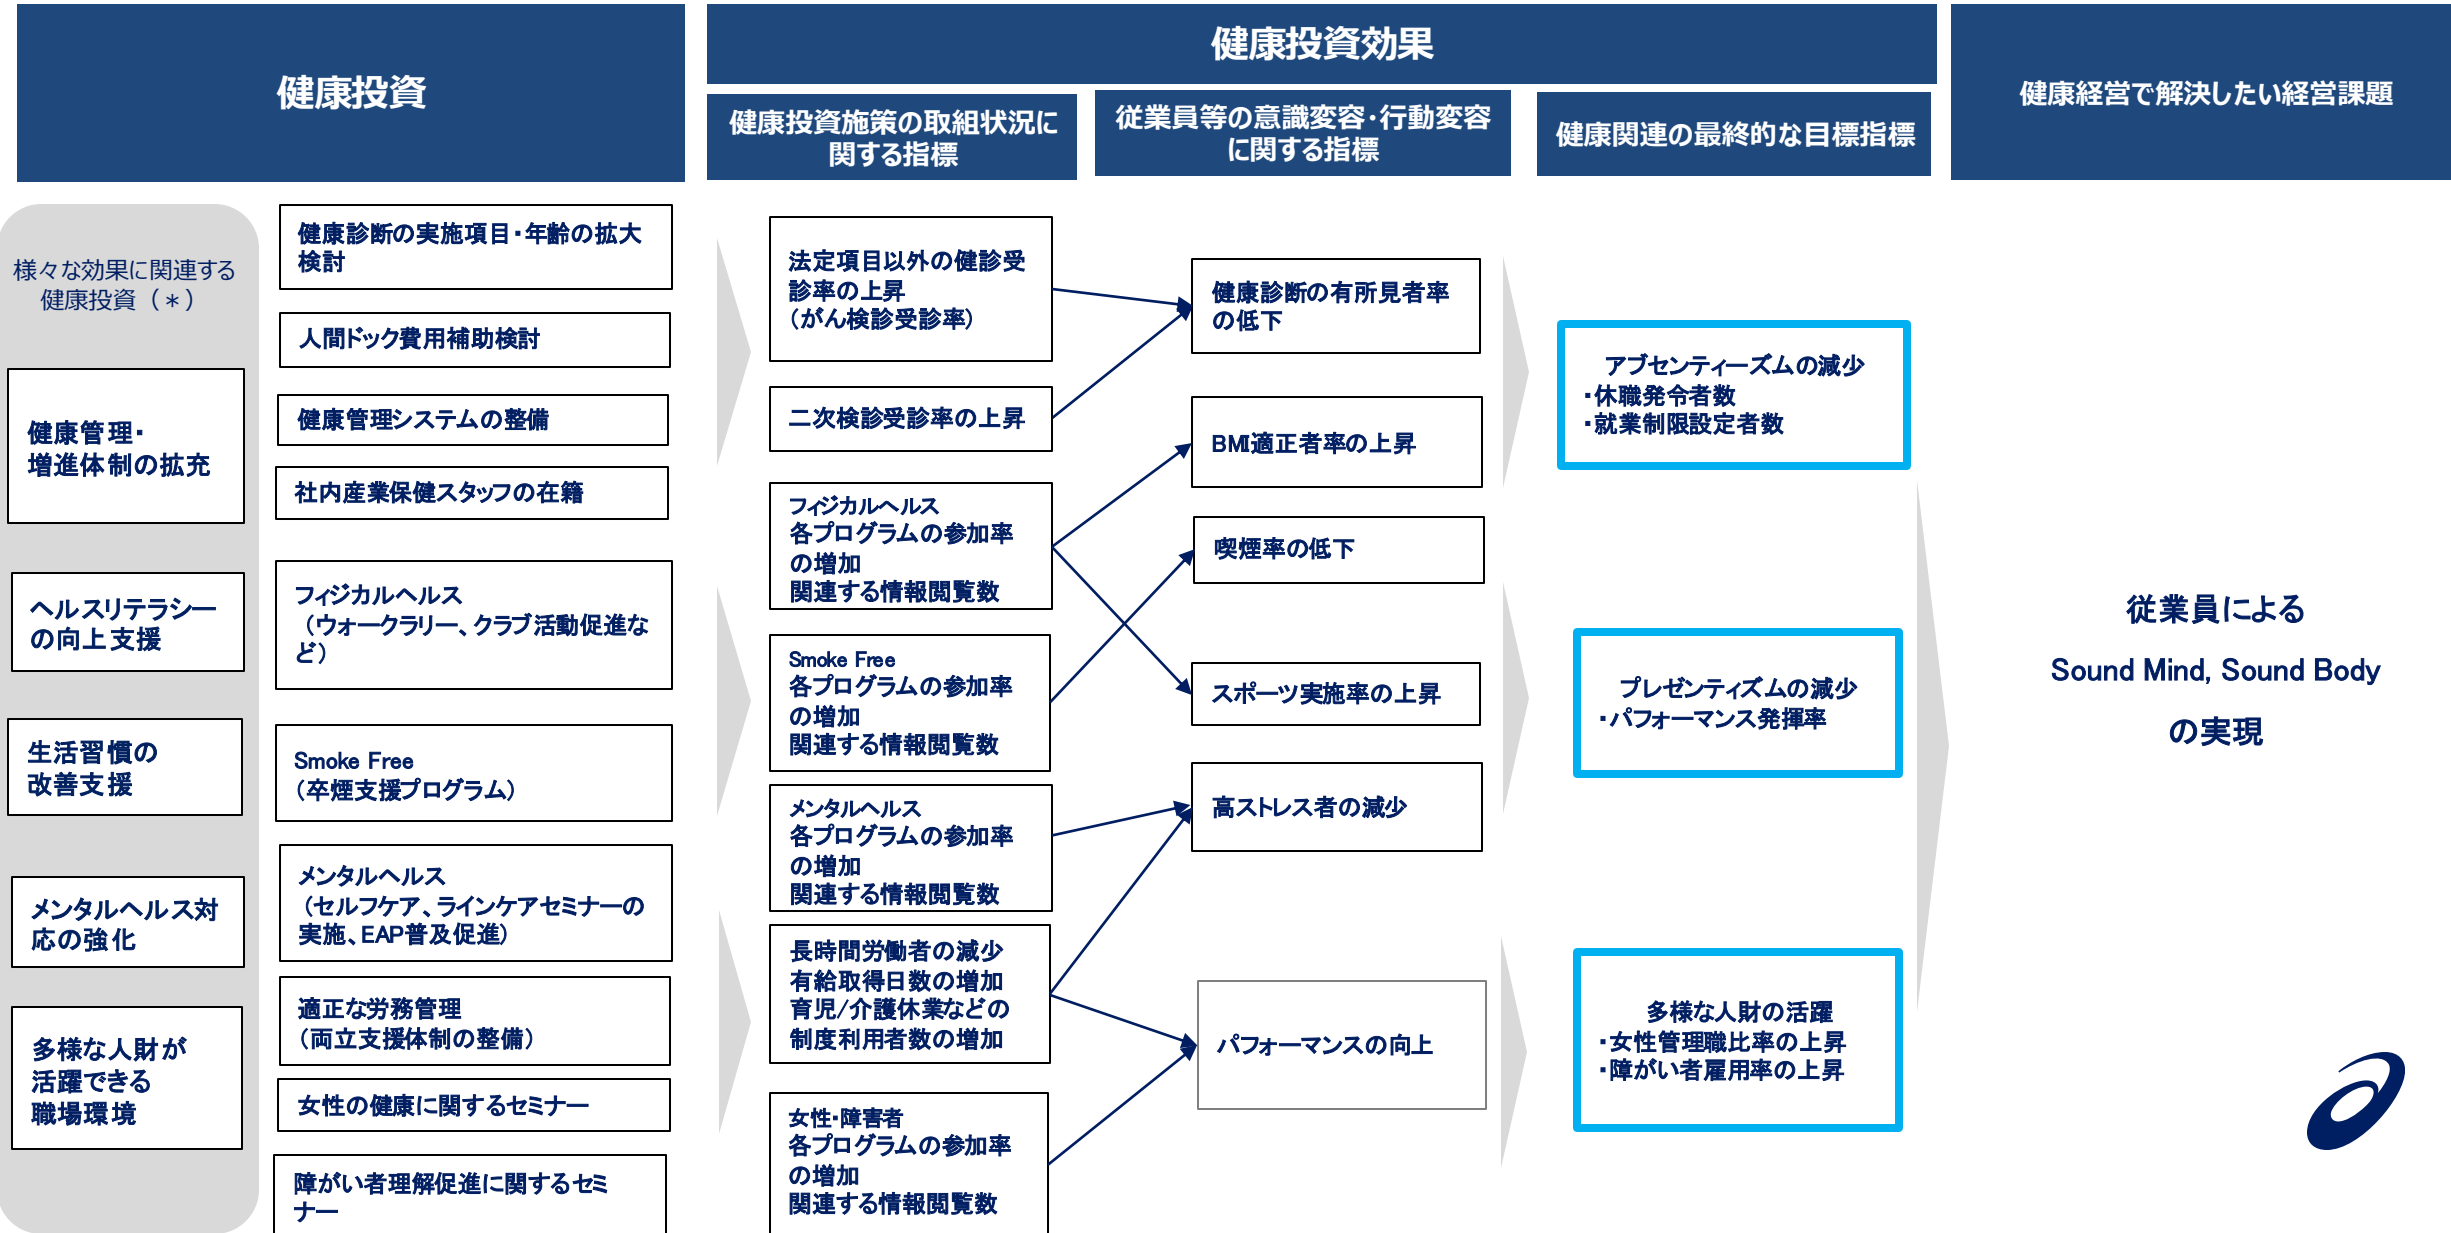 健康投資
健康投資効果
健康投資施策の取組状況に
関する指標
従業員等の意識変容・行動変容
に関する指標
健康関連の最終的な目標指標
健康経営で解決したい経営課題
様々な効果に関連する
健康投資（＊）
健康管理・
増進体制の拡充
ヘルスリテラシー
の向上支援
生活習慣の
改善支援
メンタルヘルス対
応の強化
多様な人財が
活躍できる
職場環境
健康診断の実施項目・年齢の拡大
検討
人間ドック費用補助検討
健康管理システムの整備
社内産業保健スタッフの在籍
フィジカルヘルス
（ウォークラリー、クラブ活動促進な
ど）
Smoke Free
（卒煙支援プログラム）
メンタルヘルス
（セルフケア、ラインケアセミナーの
実施、EAP普及促進）
適正な労務管理
（両立支援体制の整備）
女性の健康に関するセミナー
障がい者理解促進に関するセミ
ナー
法定項目以外の健診受
診率の上昇
（がん検診受診率）
二次検診受診率の上昇
フィジカルヘルス
各プログラムの参加率
の増加
関連する情報閲覧数
Smoke Free
各プログラムの参加率
の増加
関連する情報閲覧数
メンタルヘルス
各プログラムの参加率
の増加
関連する情報閲覧数
長時間労働者の減少
有給取得日数の増加
育児/介護休業などの
制度利用者数の増加
女性・障害者
各プログラムの参加率
の増加
関連する情報閲覧数
健康診断の有所見者率
の低下
BMI適正者率の上昇
喫煙率の低下
スポーツ実施率の上昇
高ストレス者の減少
パフォーマンスの向上
アブセンティーズムの減少
・休職発令者数
・就業制限設定者数
プレゼンティズムの減少
・パフォーマンス発揮率
多様な人財の活躍
・女性管理職比率の上昇
・障がい者雇用率の上昇
従業員による
Sound Mind, Sound Body
の実現